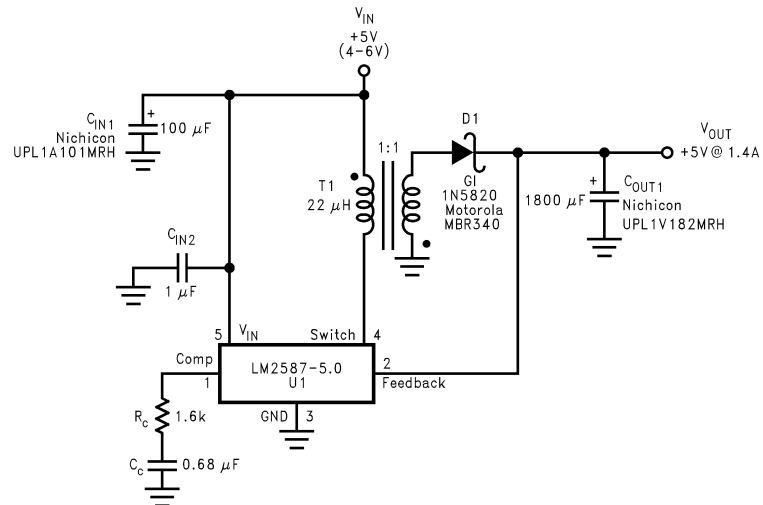 V_IN
+5V
(4–6V)
C_IN1
Nichicon
UPL1A101MRH
+
100 μF
1:1
D1
GI
1N5820
Motorola
MBR340
V_OUT
+5V@ 1.4A
T1
22 μH
1800 μF
+
C_OUT1
Nichicon
UPL1V182MRH
C_IN2
1 μF
5
V_IN
Switch
4
Comp
1
LM2587-5.0
U1
2
Feedback
GND
3
R_c
1.6k
C_c
0.68 μF